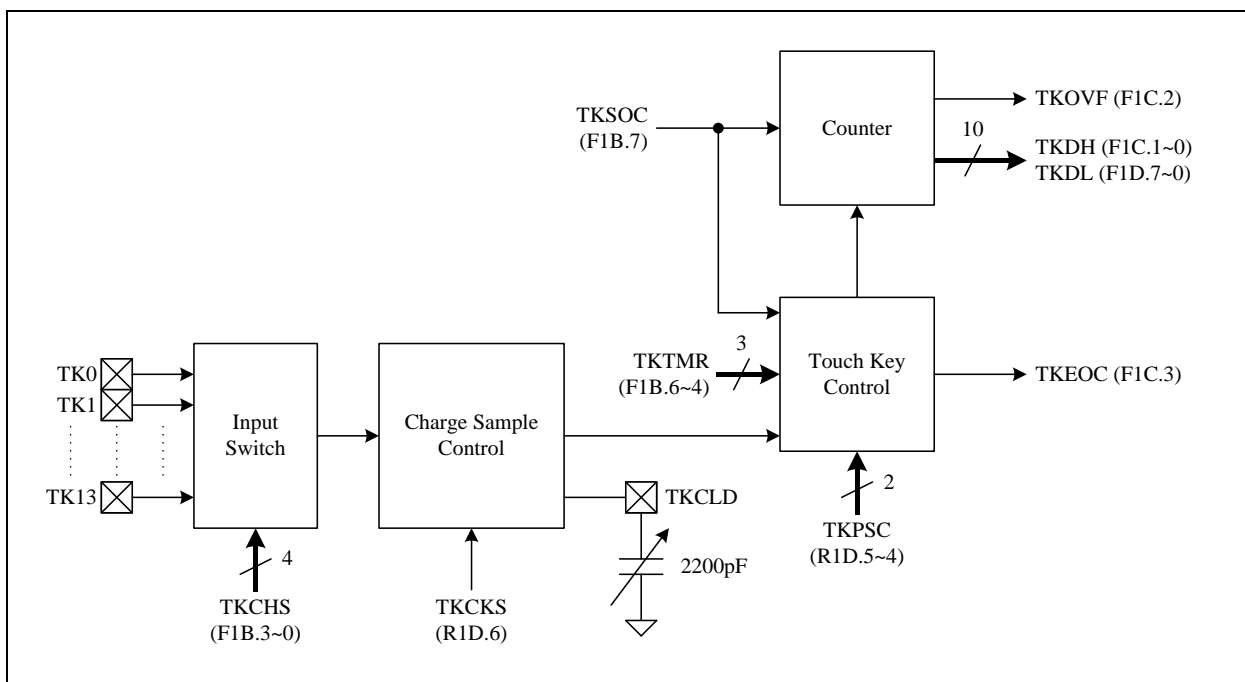 TKSOC
(F1B.7)
Counter
TKOVF (F1C.2)
10
TKDH (F1C.1~0)
TKDL (F1D.7~0)
TK0
TK1
TK13
Input
Switch
4
TKCHS
(F1B.3~0)
Charge Sample
Control
TKCKS
(R1D.6)
TKCLD
2200pF
TKTMR
(F1B.6~4)
3
Touch Key
Control
TKEOC (F1C.3)
2
TKPSC
(R1D.5~4)